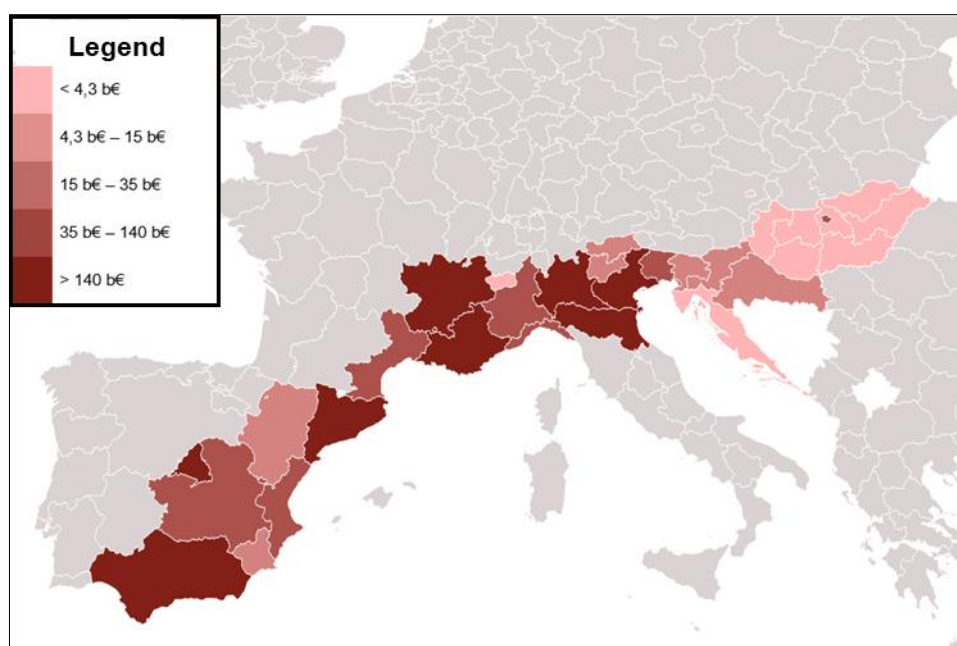 Legend
< 4,3 b€
4,3 b€ – 15 b€
15 b€ – 35 b€
35 b€ – 140 b€
> 140 b€